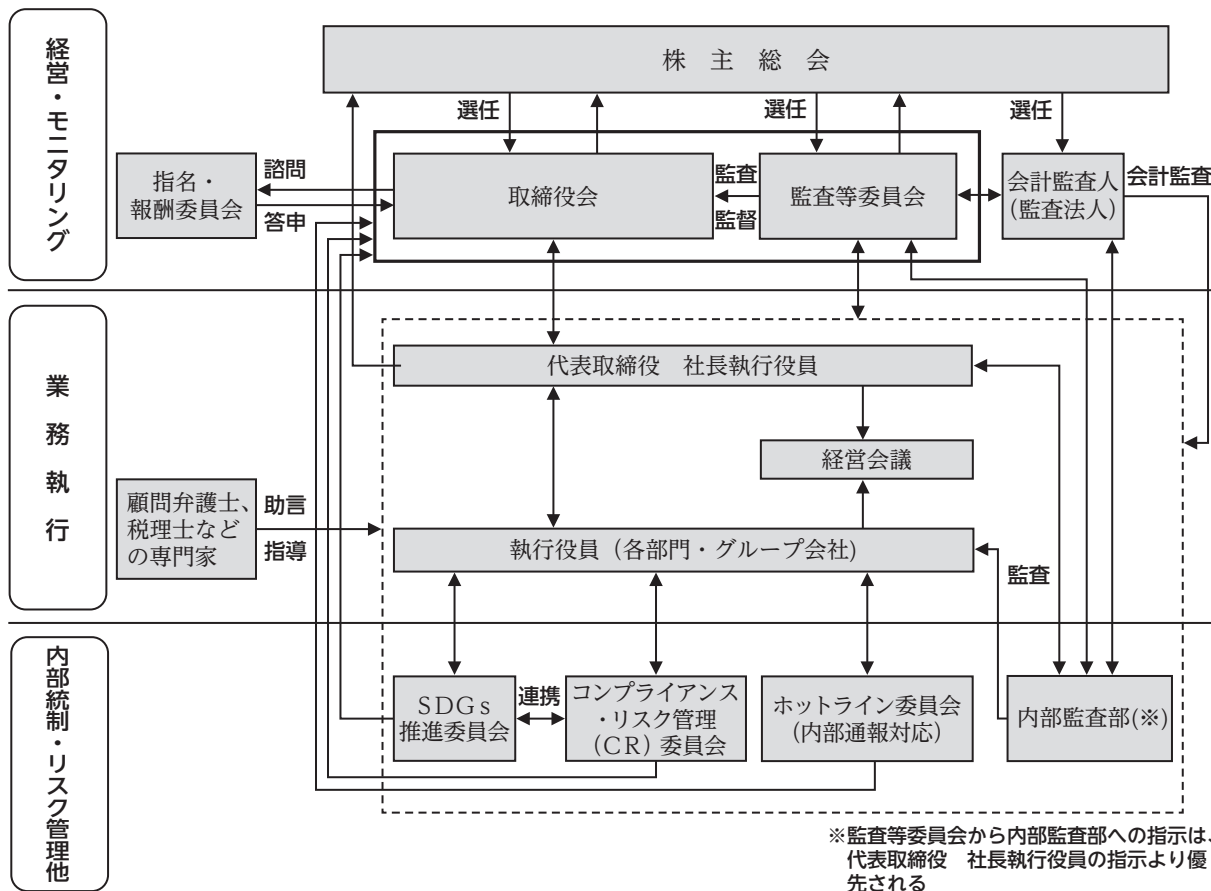 経営・モニタリング
株主総会
選任
選任
選任
指名・
報酬委員会
諮問
答申
取締役会
監査
監督
監査等委員会
会計監査人
(監査法人)
会計監査
業務執行
代表取締役　社長執行役員
経営会議
顧問弁護士、
税理士など
の専門家
助言
指導
執行役員（各部門・グループ会社)
監査
内部統制・リスク管理他
SDGs
推進委員会
連携
コンプライアンス
・リスク管理
（CR）委員会
ホットライン委員会
(内部通報対応)
内部監査部(※)
※監査等委員会から内部監査部への指示は、
代表取締役　社長執行役員の指示より優
先される